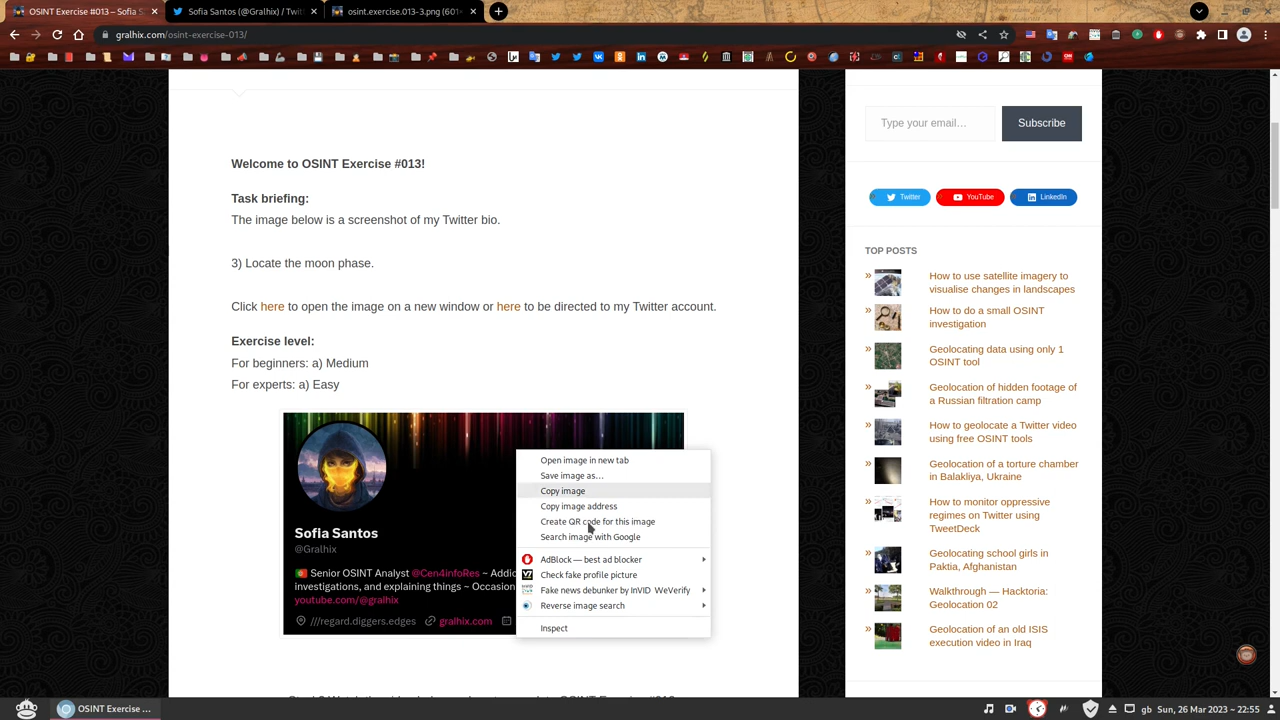 OSINT Exercise #013 – Sofia S
Sofia Santos (@Gralhix) / Twitt
osint.exercise.013-3.png (601
gralhix.com/osint-exercise-013/
Type your email…
Subscribe
Welcome to OSINT Exercise #013!
Task briefing:
The image below is a screenshot of my Twitter bio.
3) Locate the moon phase.
Click here to open the image on a new window or here to be directed to my Twitter account.
Exercise level:
For beginners: a) Medium
For experts: a) Easy
Sofia Santos
@Gralhix
Senior OSINT Analyst @Cen4infoRes ~ Addic
investigations, and explaining things ~ Occasion
youtube.com/@gralhix
///regard.diggers.edges
gralhix.com
Open image in new tab
Save image as…
Copy image
Copy image address
Create QR code for this image
Search image with Google
AdBlock — best ad blocker
Check fake profile picture
Fake news debunker by InVID WeVerify
Reverse image search
Inspect
Twitter
YouTube
LinkedIn
TOP POSTS
» How to use satellite imagery to
visualise changes in landscapes
» How to do a small OSINT
investigation
» Geolocating data using only 1
OSINT tool
» Geolocation of hidden footage of
a Russian filtration camp
» How to geolocate a Twitter video
using free OSINT tools
» Geolocation of a torture chamber
in Balakliya, Ukraine
» How to monitor oppressive
regimes on Twitter using
TweetDeck
» Geolocating school girls in
Paktia, Afghanistan
» Walkthrough — Hacktoria:
Geolocation 02
» Geolocation of an old ISIS
execution video in Iraq
OSINT Exercise ...
gb Sun, 26 Mar 2023 ~ 22:55